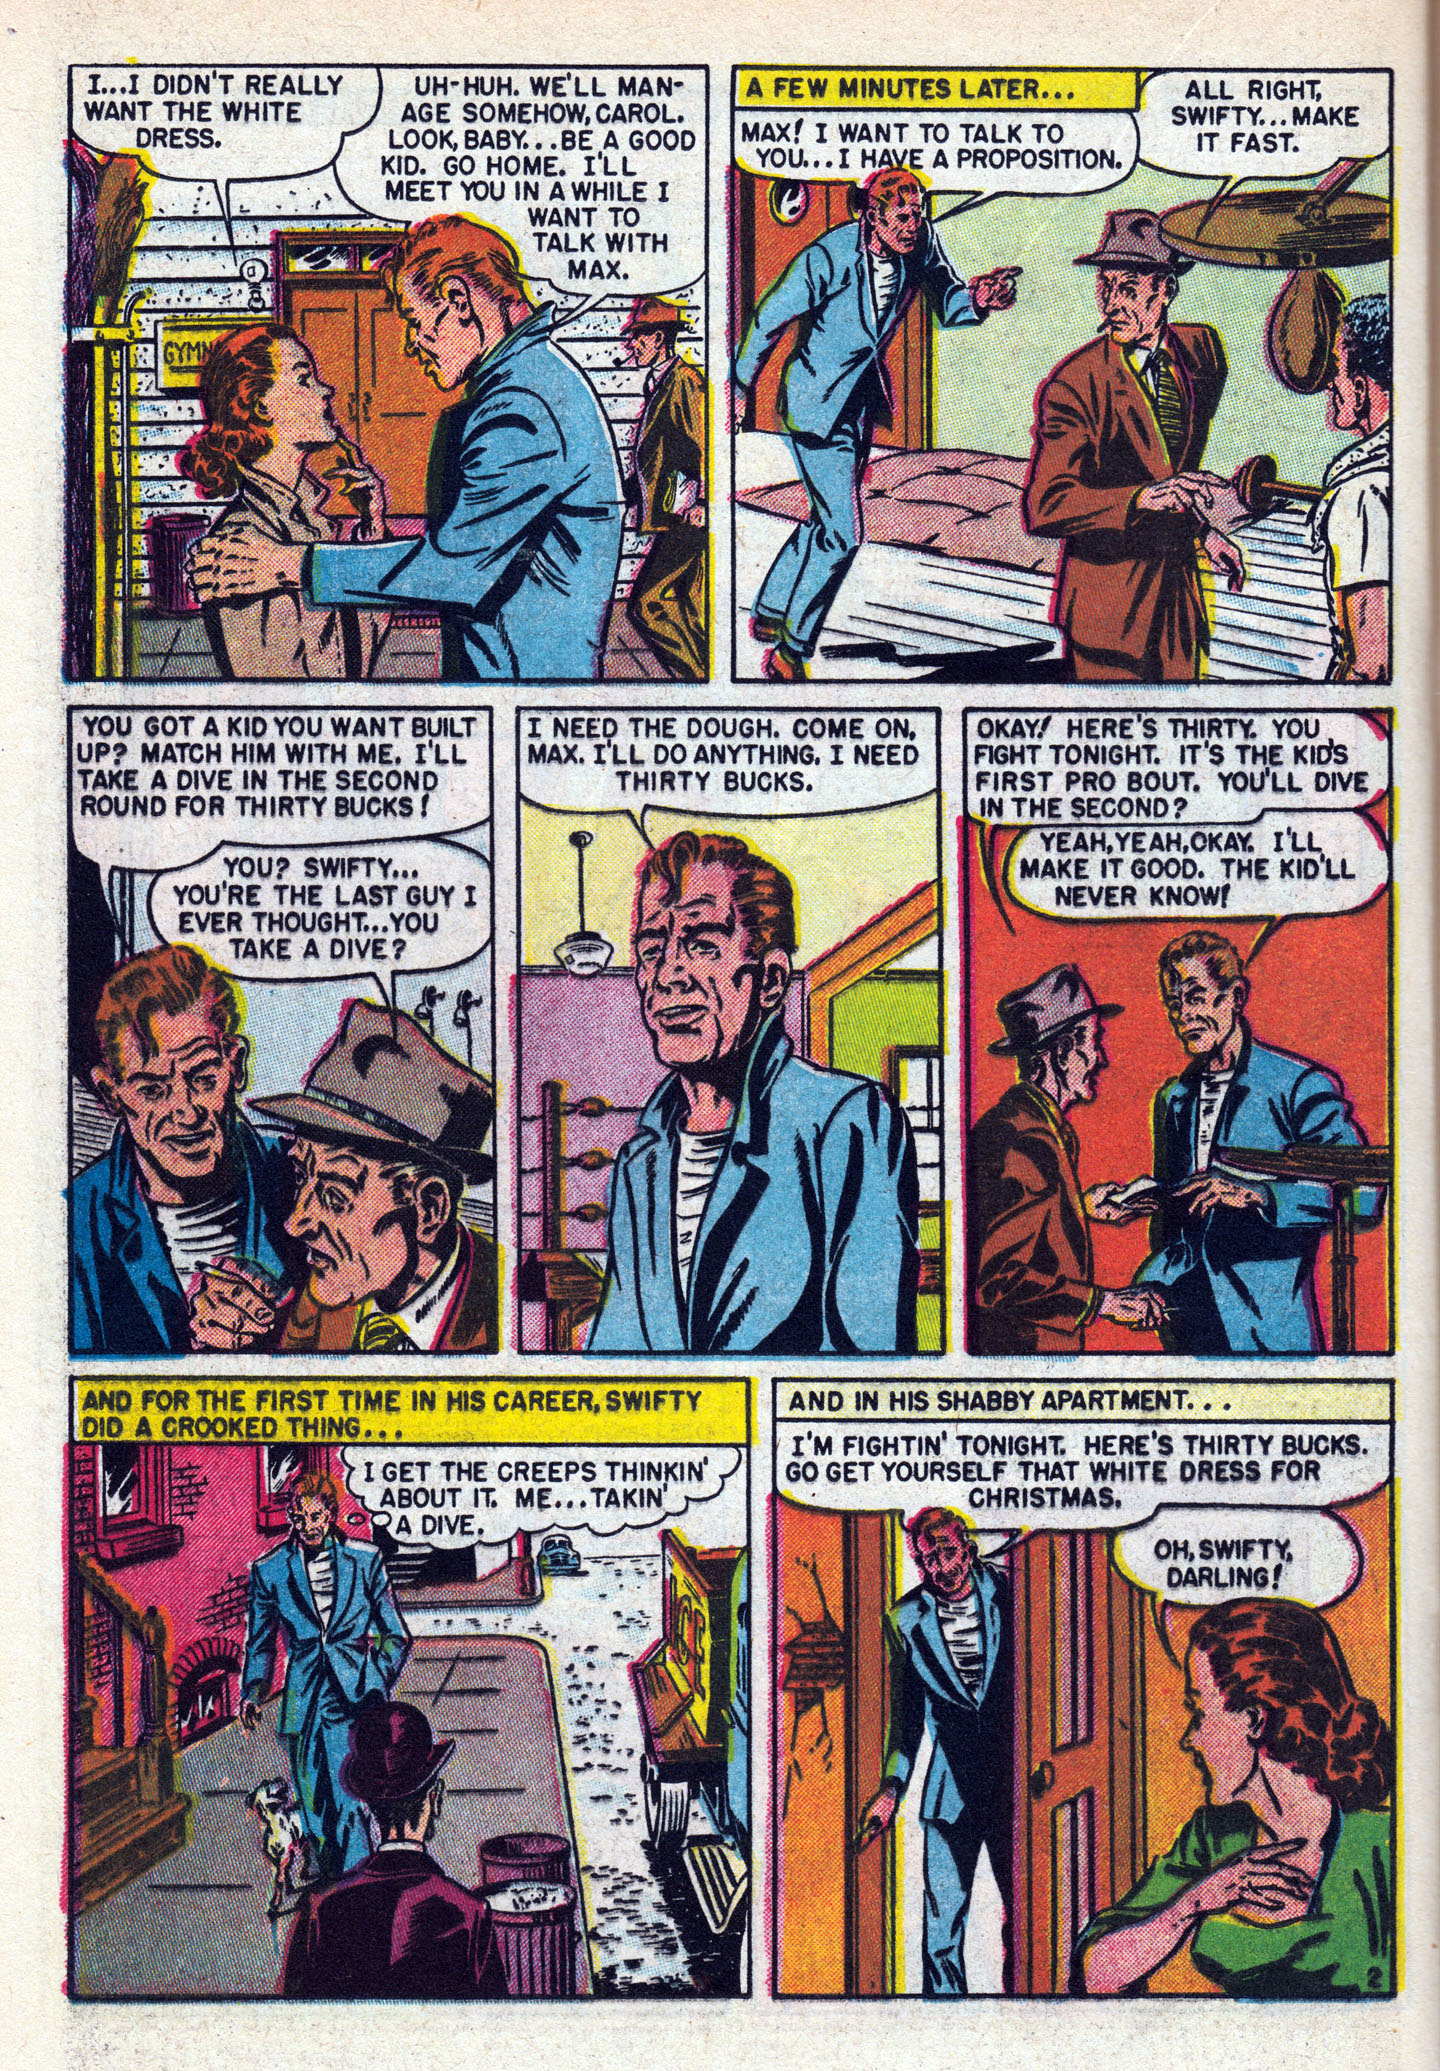 I...I DIDN'T REALLY
WANT THE WHITE
DRESS.
UH-HUH. WE'LL MAN-
AGE SOMEHOW, CAROL.
LOOK, BABY...BE A GOOD
KID. GO HOME. I'LL
MEET YOU IN A WHILE I
WANT TO
TALK WITH
MAX.
GYMN
A FEW MINUTES LATER...
MAX! I WANT TO TALK TO
YOU...I HAVE A PROPOSITION.
ALL RIGHT,
SWIFTY...MAKE
IT FAST.
YOU GOT A KID YOU WANT BUILT
UP? MATCH HIM WITH ME. I'LL
TAKE A DIVE IN THE SECOND
ROUND FOR THIRTY BUCKS!
YOU? SWIFTY...
YOU'RE THE LAST GUY I
EVER THOUGHT...YOU
TAKE A DIVE?
I NEED THE DOUGH. COME ON,
MAX. I'LL DO ANYTHING. I NEED
THIRTY BUCKS.
OKAY! HERE'S THIRTY. YOU
FIGHT TONIGHT. IT'S THE KID'S
FIRST PRO BOUT. YOU'LL DIVE
IN THE SECOND?
YEAH, YEAH, OKAY. I'LL
MAKE IT GOOD. THE KID'LL
NEVER KNOW!
AND FOR THE FIRST TIME IN HIS CAREER, SWIFTY
DID A CROOKED THING...
I GET THE CREEPS THINKIN'
ABOUT IT. ME...TAKIN'
A DIVE.
ICE
AND IN HIS SHABBY APARTMENT...
I'M FIGHTIN' TONIGHT. HERE'S THIRTY BUCKS.
GO GET YOURSELF THAT WHITE DRESS FOR
CHRISTMAS.
OH, SWIFTY,
DARLING!
2